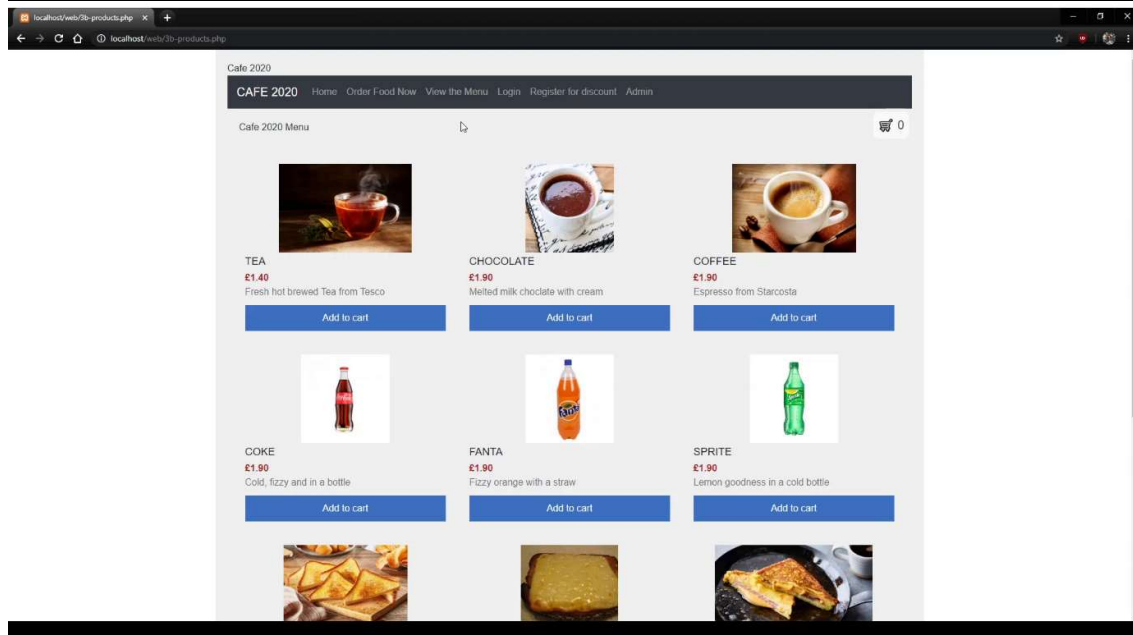 localhost/web/3b-products.php
localhost/web/3b-products.php
Cafe 2020
CAFE 2020 Home Order Food Now View the Menu Login Register for discount Admin
Cafe 2020 Menu
0
TEA
£1.40
Fresh hot brewed Tea from Tesco
Add to cart
CHOCOLATE
£1.90
Melted milk choclate with cream
Add to cart
COFFEE
£1.90
Espresso from Starcosta
Add to cart
COKE
£1.90
Cold, fizzy and in a bottle
Add to cart
Fanta
FANTA
£1.90
Fizzy orange with a straw
Add to cart
SPRITE
£1.90
Lemon goodness in a cold bottle
Add to cart